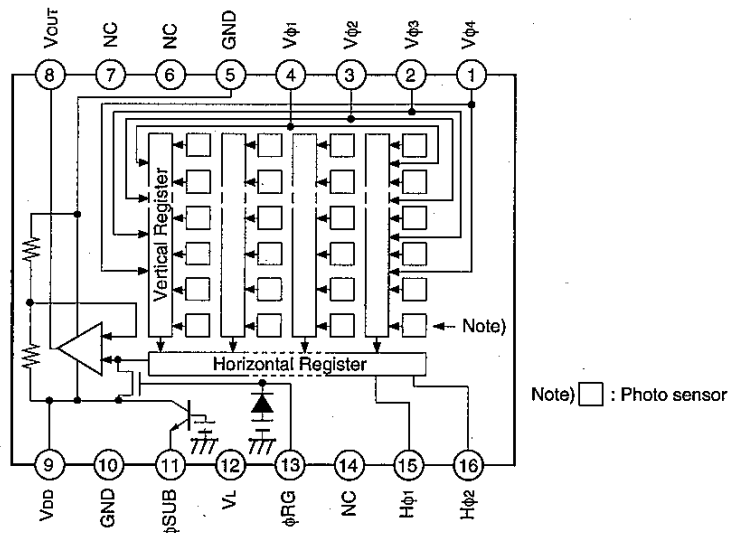 VOUT NC NC GND Vφ1 Vφ2 Vφ3 Vφ4
8 7 6 5 4 3 2 1
Vertical Register
Note)
Horizontal Register
Note) : Photo sensor
9 10 11 12 13 14 15 16
VDD GND φSUB VL φRG NC Hφ1 Hφ2